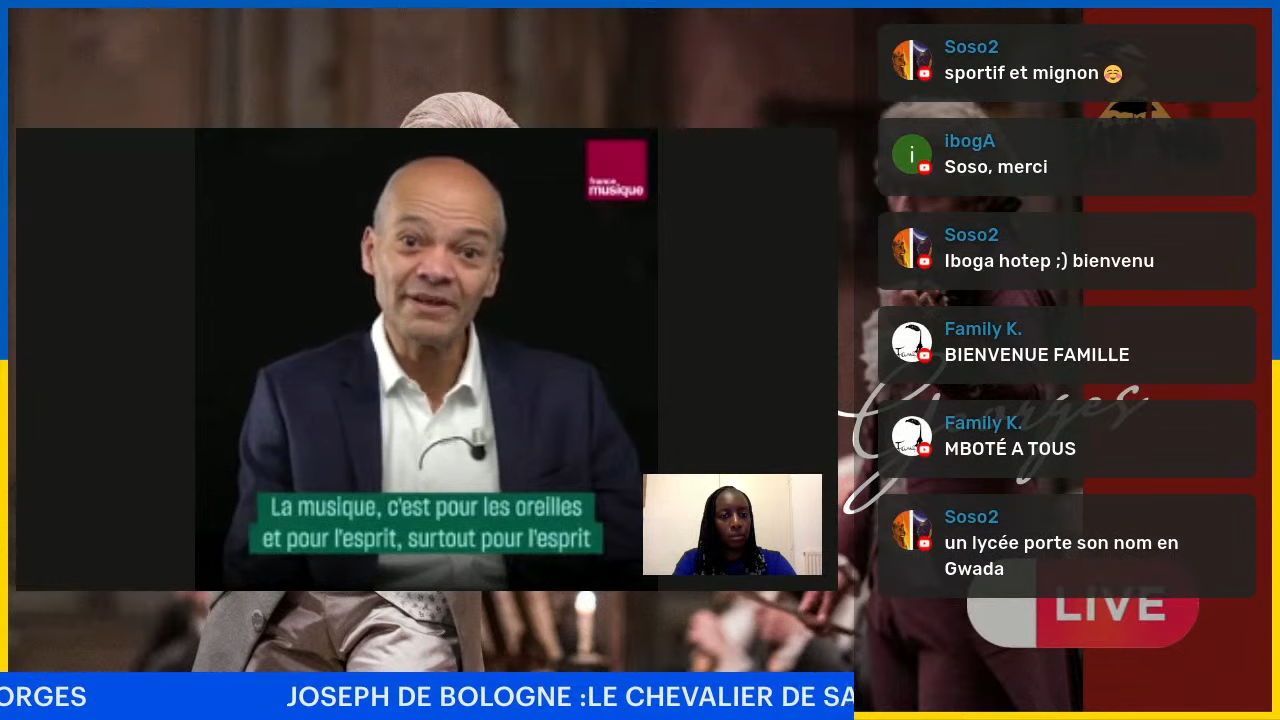 france
musique
La musique, c'est pour les oreilles
et pour l'esprit, surtout pour l'esprit
Soso2
sportif et mignon
ibogA
i
Soso, merci
Soso2
Iboga hotep ;) bienvenu
Family K.
BIENVENUE FAMILLE
Family K.
MBOTÉ A TOUS
Soso2
un lycée porte son nom en
Gwada
Georges
LIVE
ORGES
JOSEPH DE BOLOGNE :LE CHEVALIER DE SA